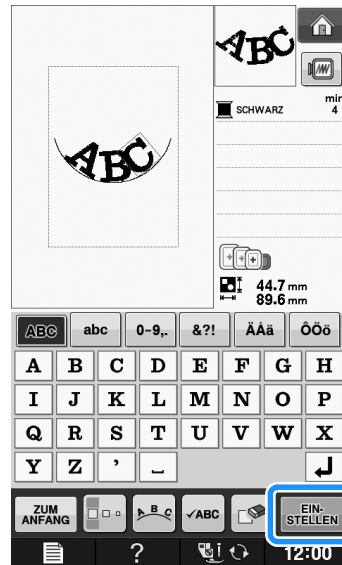 ABC
ABC
min
SCHWARZ 4
44.7 mm
89.6 mm
ABC abc 0~9,. &?! ÄÅä ÔÖö
A B C D E F G H
I J K L M N O P
Q R S T U V W X
Y Z ’ _
ZUM ANFANG
A B C
✓ABC
EIN-
STELLEN
? 12:00